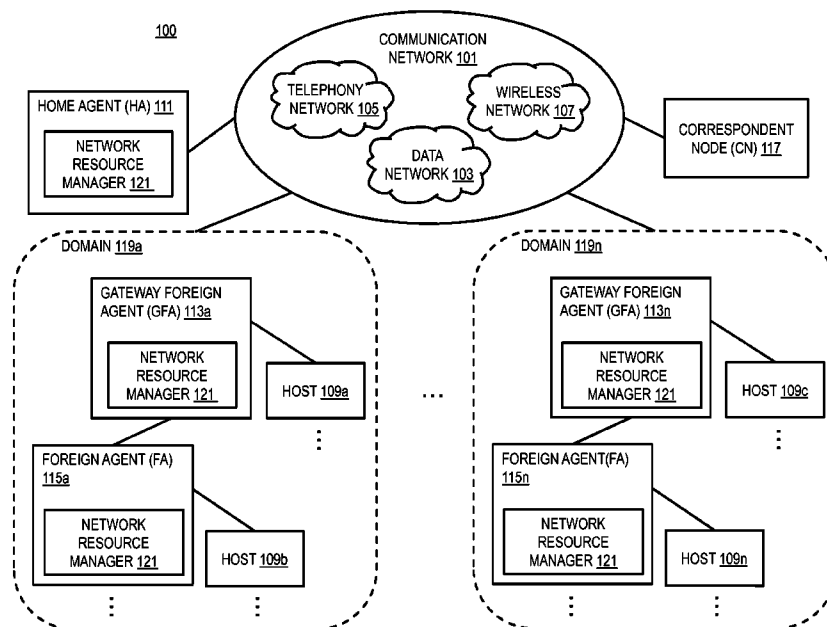 100
COMMUNICATION
NETWORK 101
TELEPHONY
NETWORK 105
WIRELESS
NETWORK 107
DATA
NETWORK 103
HOME AGENT (HA) 111
NETWORK
RESOURCE
MANAGER 121
CORRESPONDENT
NODE (CN) 117
DOMAIN 119a
GATEWAY FOREIGN
AGENT (GFA) 113a
NETWORK
RESOURCE
MANAGER 121
HOST 109a
FOREIGN AGENT (FA)
115a
NETWORK
RESOURCE
MANAGER 121
HOST 109b
...
DOMAIN 119n
GATEWAY FOREIGN
AGENT (GFA) 113n
NETWORK
RESOURCE
MANAGER 121
HOST 109c
FOREIGN AGENT(FA)
115n
NETWORK
RESOURCE
MANAGER 121
HOST 109n